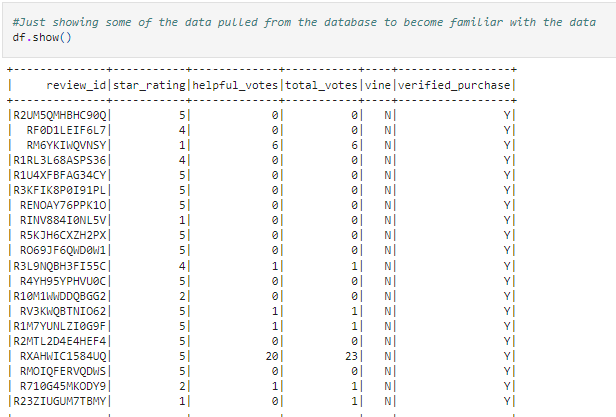 #Just showing some of the data pulled from the database to become familiar with the data
df.show()
+--------------+-----------+-------------+-----------+----+-----------------+
|     review_id|star_rating|helpful_votes|total_votes|vine|verified_purchase|
+--------------+-----------+-------------+-----------+----+-----------------+
|R2UM5QMHBHC90Q|          5|            0|          0|   N|                Y|
| RF0D1LEIF6L7|          4|            0|          0|   N|                Y|
| RM6YKIWQVNSY|          1|            6|          6|   N|                Y|
|R1RL3L68ASPS36|          4|            0|          0|   N|                Y|
|R1U4XFBFAG34CY|          5|            0|          0|   N|                Y|
|R3KFIK8P0I91PL|          5|            0|          0|   N|                Y|
| RENOAY76PPK1O|          5|            0|          0|   N|                Y|
| RINV884I0NL5V|          1|            0|          0|   N|                Y|
| R5KJH6CXZH2PX|          5|            0|          0|   N|                Y|
| RO69JF6QWD0W1|          5|            0|          0|   N|                Y|
|R3L9NQBH3FI55C|          4|            1|          1|   N|                Y|
| R4YH95YPHVU0C|          5|            0|          0|   N|                Y|
|R10M1WWDDQBGG2|          2|            0|          0|   N|                Y|
| RV3KWQBTNIO62|          5|            1|          1|   N|                Y|
|R1M7YUNLZI0G9F|          5|            1|          1|   N|                Y|
|R2MTL2D4E4HEF4|          5|            0|          0|   N|                Y|
| RXAHWIC1584UQ|          5|           20|         23|   N|                Y|
| RMOIQFERVQDWS|          5|            0|          0|   N|                Y|
| R710G45MKODY9|          2|            1|          1|   N|                Y|
|R23ZIUGUM7TBMY|          1|            0|          1|   N|                Y|